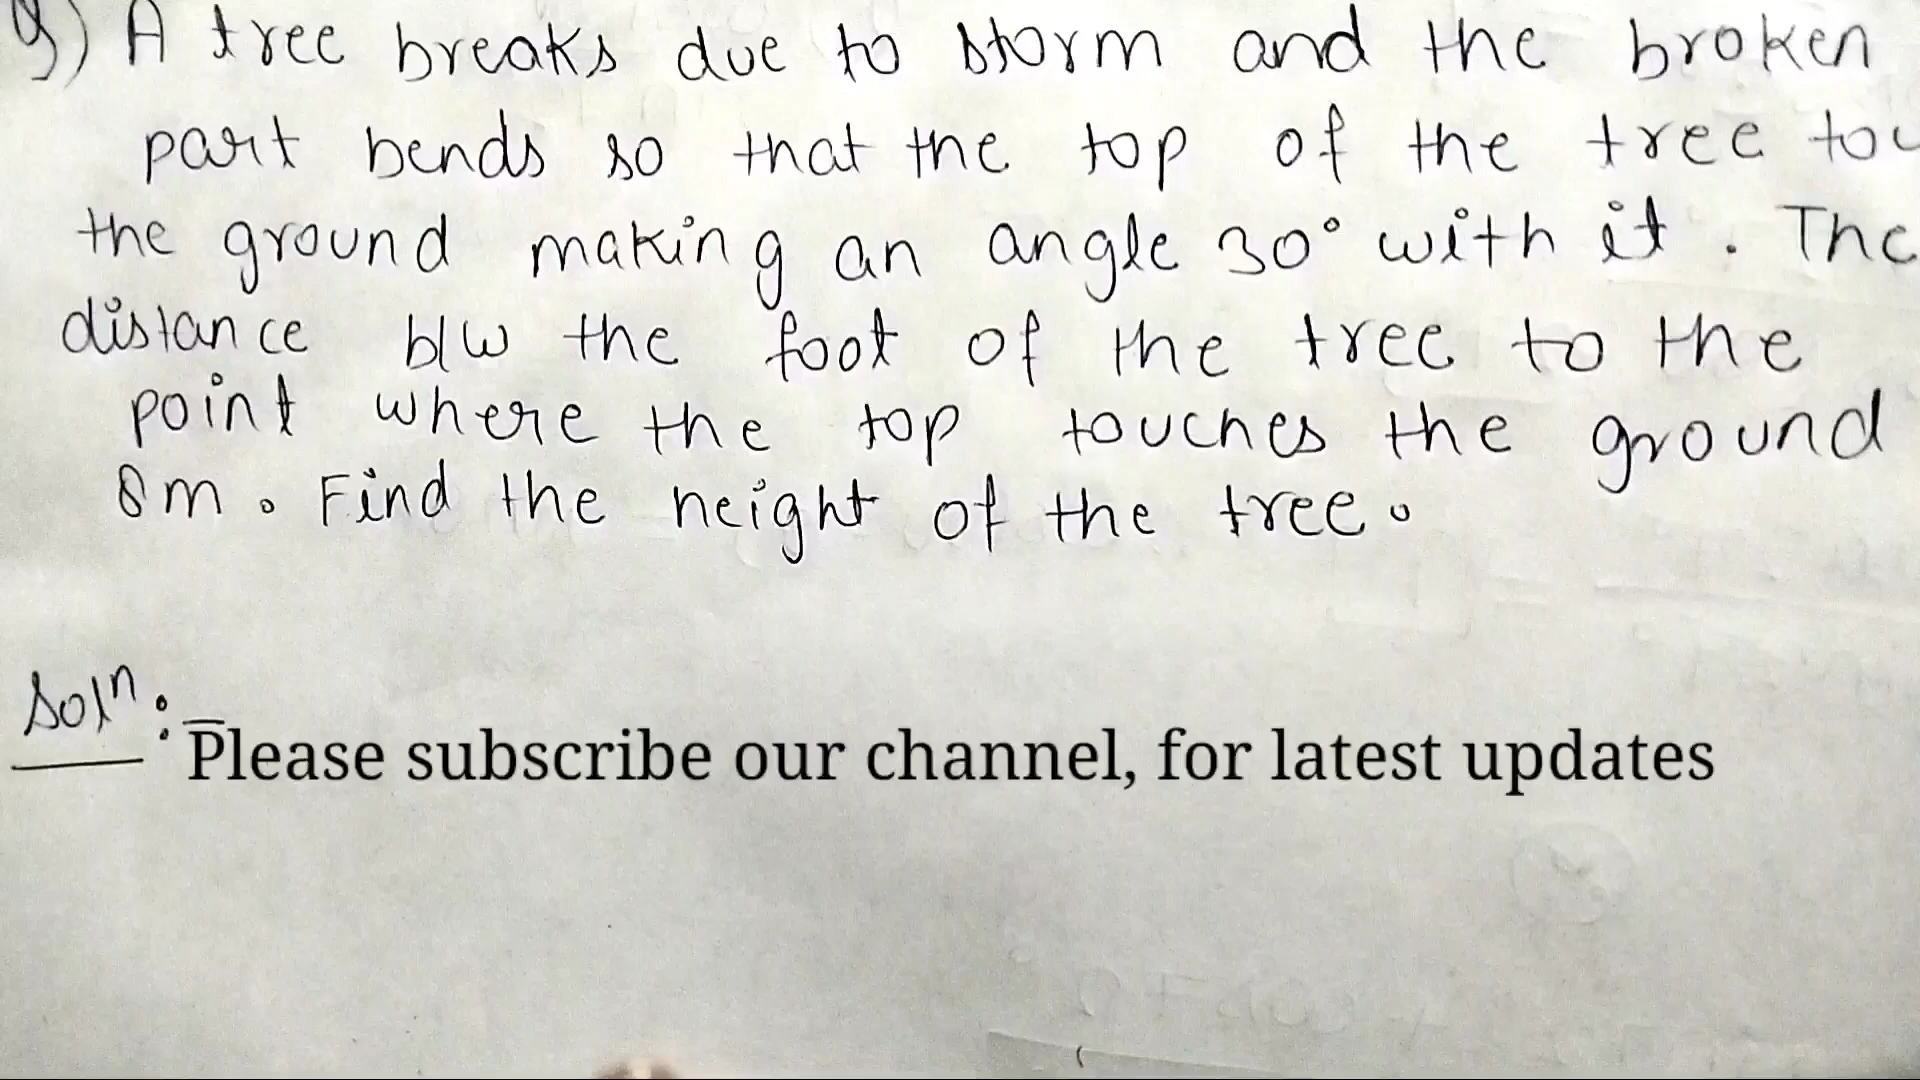 g) A tree breaks due to storm and the broken
part bends so that the top of the tree tou
the ground making an angle 30° with it. The
distance b/w the foot of the tree to the
point where the top touches the ground
8m. Find the height of the tree.
Solⁿ:
Please subscribe our channel, for latest updates